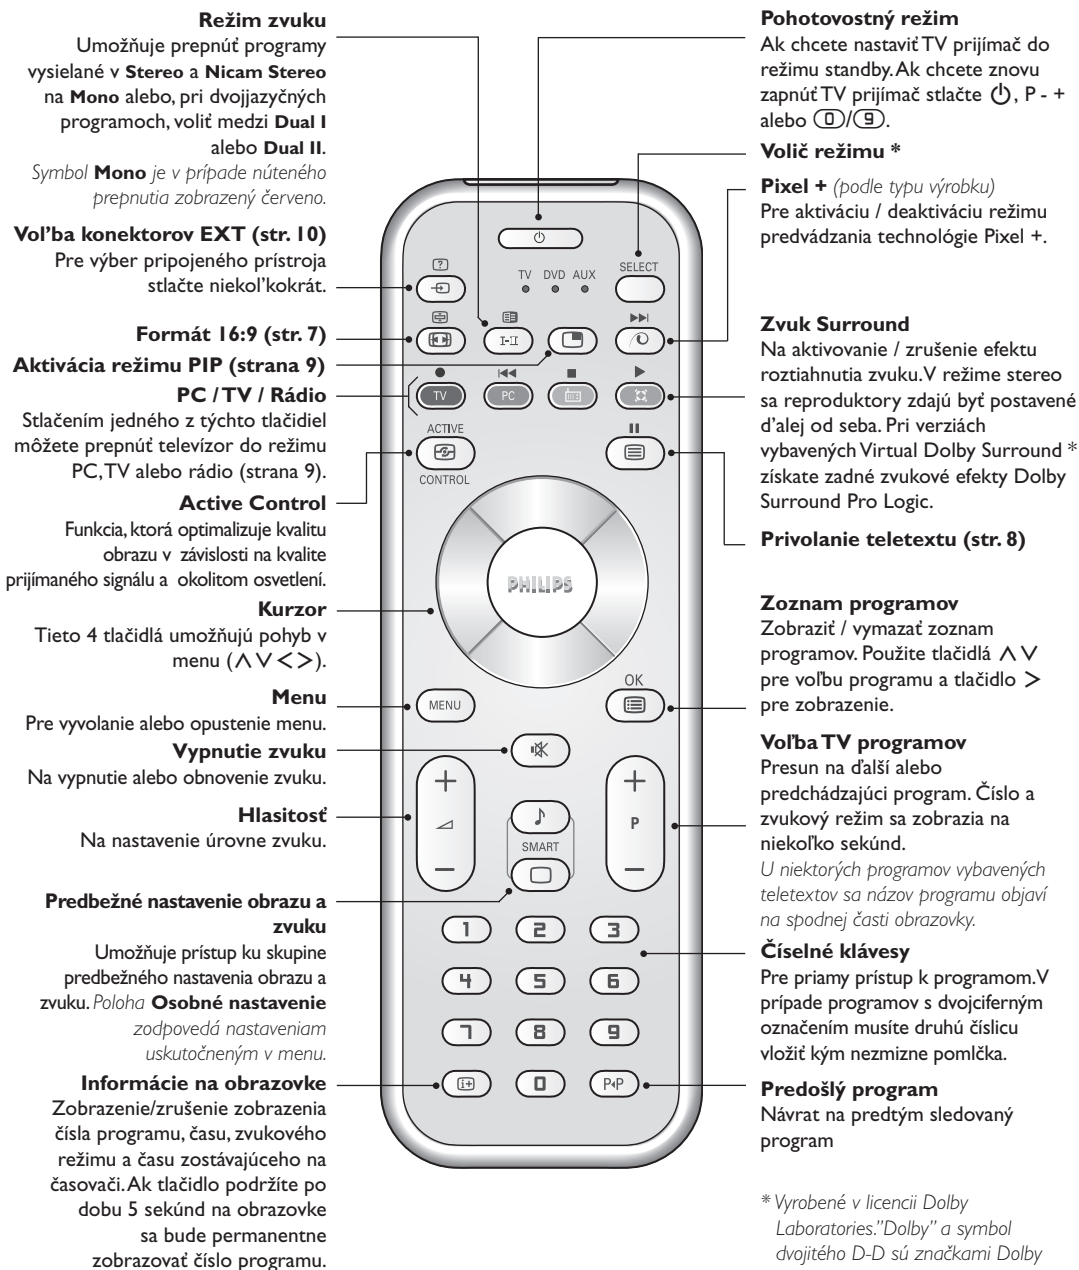 Režim zvuku
Umožňuje prepnúť programy
vysielané v Stereo a Nicam Stereo
na Mono alebo, pri dvojjazyčných
programoch, voliť medzi Dual I
alebo Dual II.
Symbol Mono je v prípade núteného
prepnutia zobrazený červeno.
Voľba konektorov EXT (str. 10)
Pre výber pripojeného prístroja
stlačte niekoľkokrát.
Formát 16:9 (str. 7)
Aktivácia režimu PIP (strana 9)
PC / TV / Rádio
Stlačením jedného z týchto tlačidiel
môžete prepnúť televízor do režimu
PC, TV alebo rádio (strana 9).
Active Control
Funkcia, ktorá optimalizuje kvalitu
obrazu v závislosti na kvalite
prijímaného signálu a okolitom osvetlení.
Kurzor
Tieto 4 tlačidlá umožňujú pohyb v
menu (∧ ∨ < >).
Menu
Pre vyvolanie alebo opustenie menu.
Vypnutie zvuku
Na vypnutie alebo obnovenie zvuku.
Hlasitosť
Na nastavenie úrovne zvuku.
Predbežné nastavenie obrazu a
zvuku
Umožňuje prístup ku skupine
predbežného nastavenia obrazu a
zvuku. Poloha Osobné nastavenie
zodpovedá nastaveniam
uskutočneným v menu.
Informácie na obrazovke
Zobrazenie/zrušenie zobrazenia
čísla programu, času, zvukového
režimu a času zostávajúceho na
časovači. Ak tlačidlo podržíte po
dobu 5 sekúnd na obrazovke
sa bude permanentne
zobrazovať číslo programu.
TV DVD AUX
SELECT
I-II
TV
PC
ACTIVE
CONTROL
PHILIPS
OK
MENU
+
+
P
SMART
−
−
1 2 3
4 5 6
7 8 9
i+ 0 P◂P
Pohotovostný režim
Ak chcete nastaviť TV prijímač do
režimu standby. Ak chcete znovu
zapnúť TV prijímač stlačte ⏻, P - +
alebo 0/9.
Volič režimu *
Pixel + (podle typu výrobku)
Pre aktiváciu / deaktiváciu režimu
predvádzania technológie Pixel +.
Zvuk Surround
Na aktivovanie / zrušenie efektu
roztiahnutia zvuku. V režime stereo
sa reproduktory zdajú byť postavené
ďalej od seba. Pri verziách
vybavených Virtual Dolby Surround *
získate zadné zvukové efekty Dolby
Surround Pro Logic.
Privolanie teletextu (str. 8)
Zoznam programov
Zobraziť / vymazať zoznam
programov. Použite tlačidlá ∧ ∨
pre voľbu programu a tlačidlo >
pre zobrazenie.
Voľba TV programov
Presun na ďalší alebo
predchádzajúci program. Číslo a
zvukový režim sa zobrazia na
niekoľko sekúnd.
U niektorých programov vybavených
teletextov sa názov programu objaví
na spodnej časti obrazovky.
Číselné klávesy
Pre priamy prístup k programom. V
prípade programov s dvojciferným
označením musíte druhú číslicu
vložiť kým nezmizne pomlčka.
Predošlý program
Návrat na predtým sledovaný
program
* Vyrobené v licencii Dolby
Laboratories."Dolby" a symbol
dvojitého D-D sú značkami Dolby